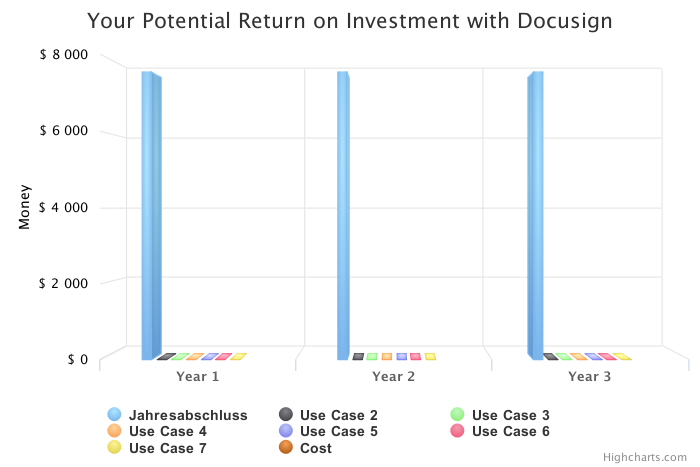 Your Potential Return on Investment with Docusign
$ 8 000
$ 6 000
$ 4 000
$ 2 000
$ 0
Money
Year 1 Year 2 Year 3
Jahresabschluss Use Case 2 Use Case 3
Use Case 4 Use Case 5 Use Case 6
Use Case 7 Cost
Highcharts.com